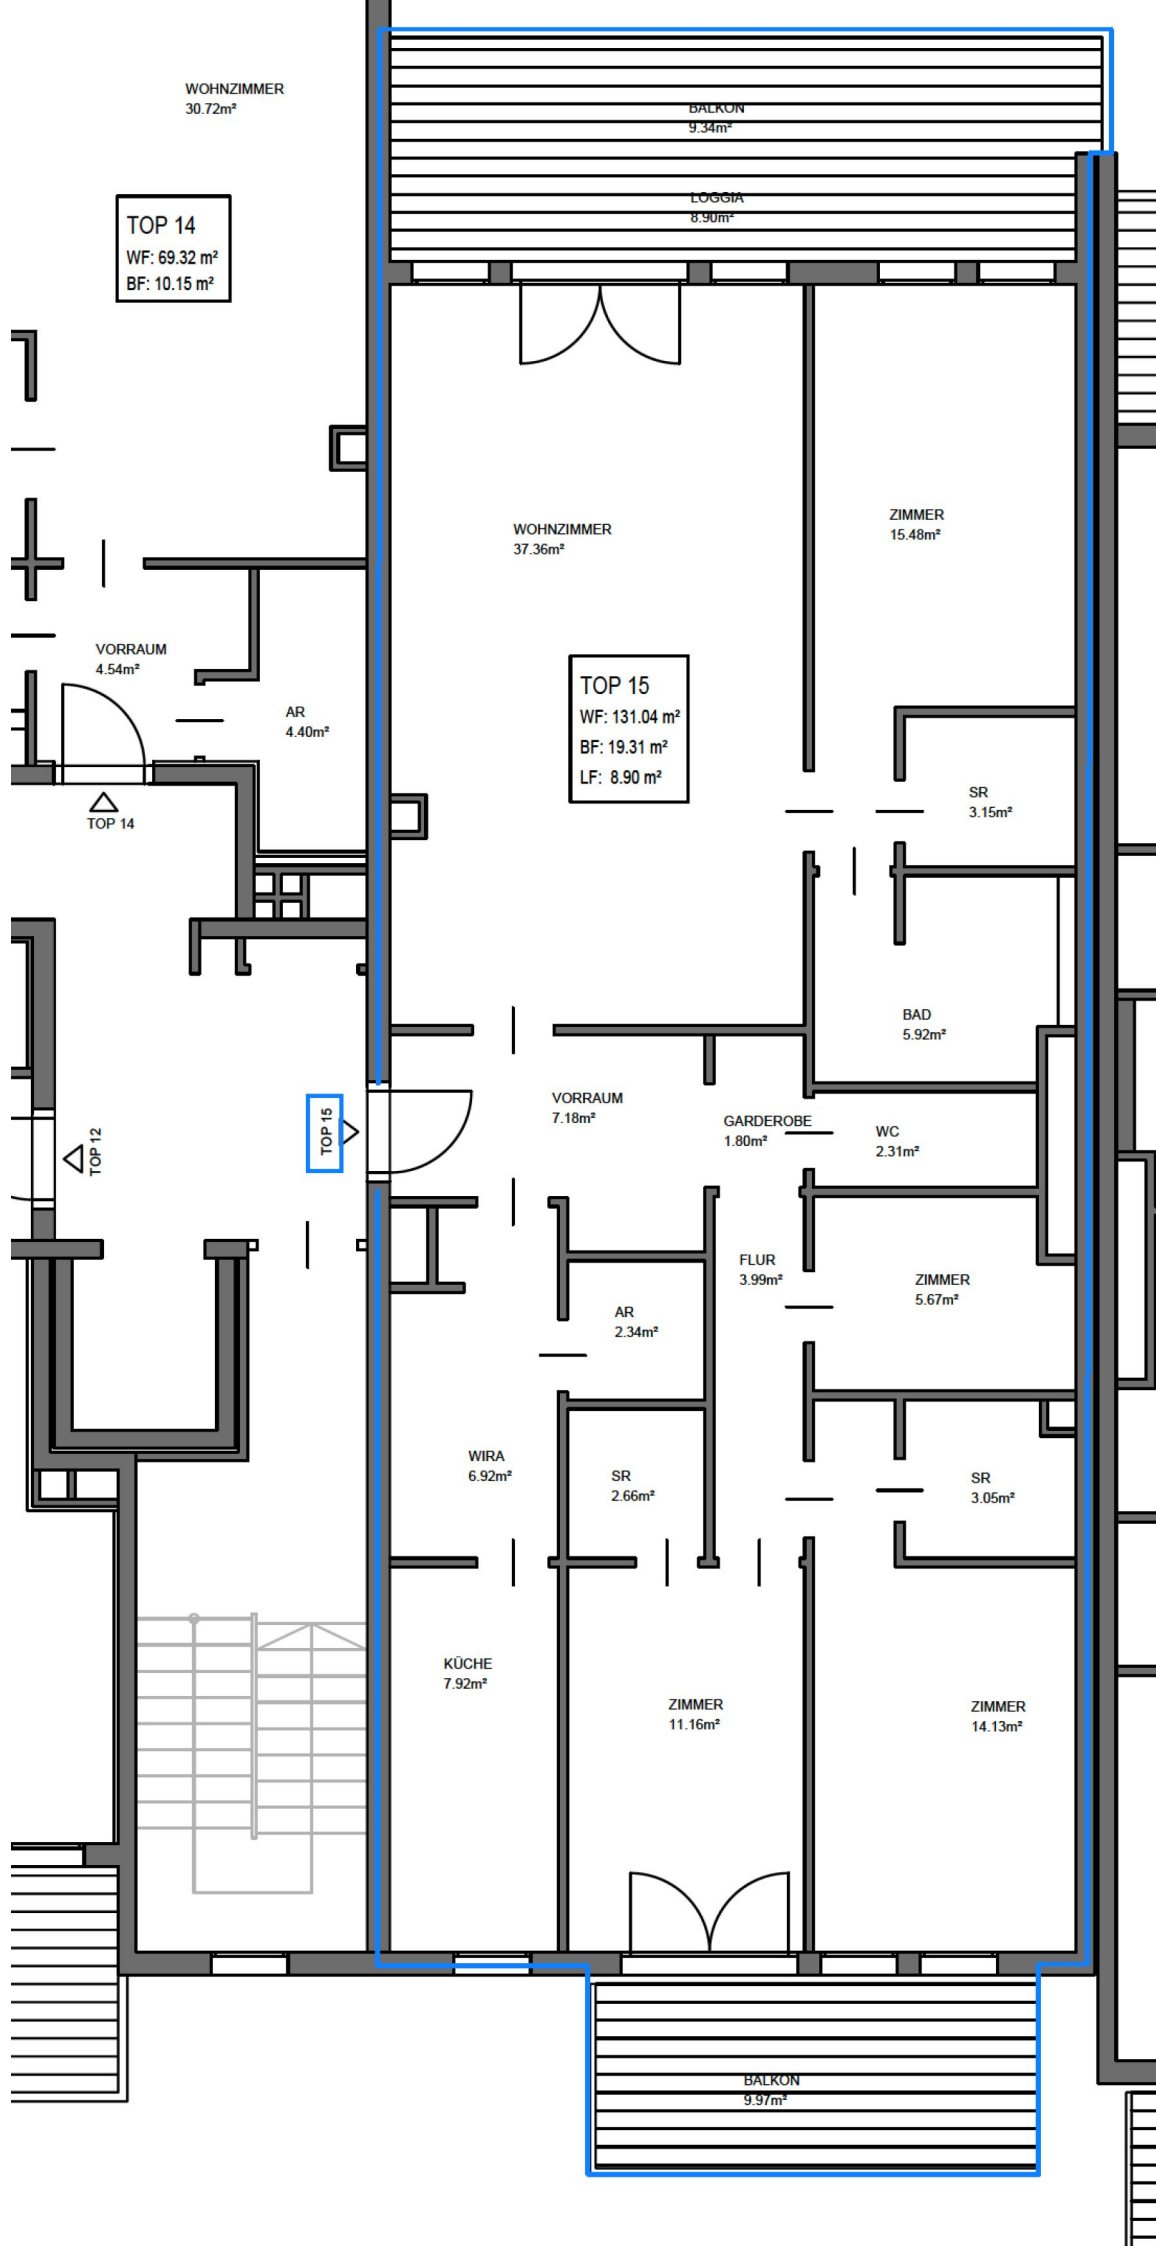 WOHNZIMMER
30.72m²
BALKON
9.34m²
LOGGIA
8.90m²
TOP 14
WF: 69.32 m²
BF: 10.15 m²
WOHNZIMMER
37.36m²
ZIMMER
15.48m²
VORRAUM
4.54m²
AR
4.40m²
TOP 15
WF: 131.04 m²
BF: 19.31 m²
LF: 8.90 m²
TOP 14
SR
3.15m²
BAD
5.92m²
VORRAUM
7.18m²
GARDEROBE
1.80m²
WC
2.31m²
TOP 15
TOP 12
FLUR
3.99m²
ZIMMER
5.67m²
AR
2.34m²
WIRA
6.92m²
SR
2.66m²
SR
3.05m²
KÜCHE
7.92m²
ZIMMER
11.16m²
ZIMMER
14.13m²
BALKON
9.97m²